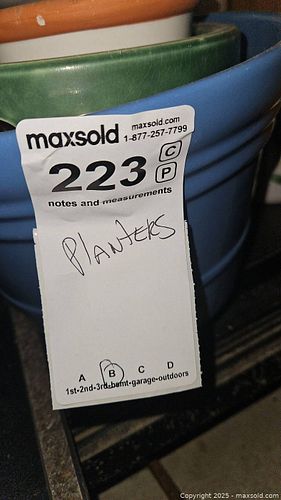 maxsold
maxsold.com
1-877-257-7799
223
C
P
notes and measurements
PlANTERS
A B C D
1st-2nd-3rd-bsmt-garage-outdoors
Copyright 2025 - maxsold.com